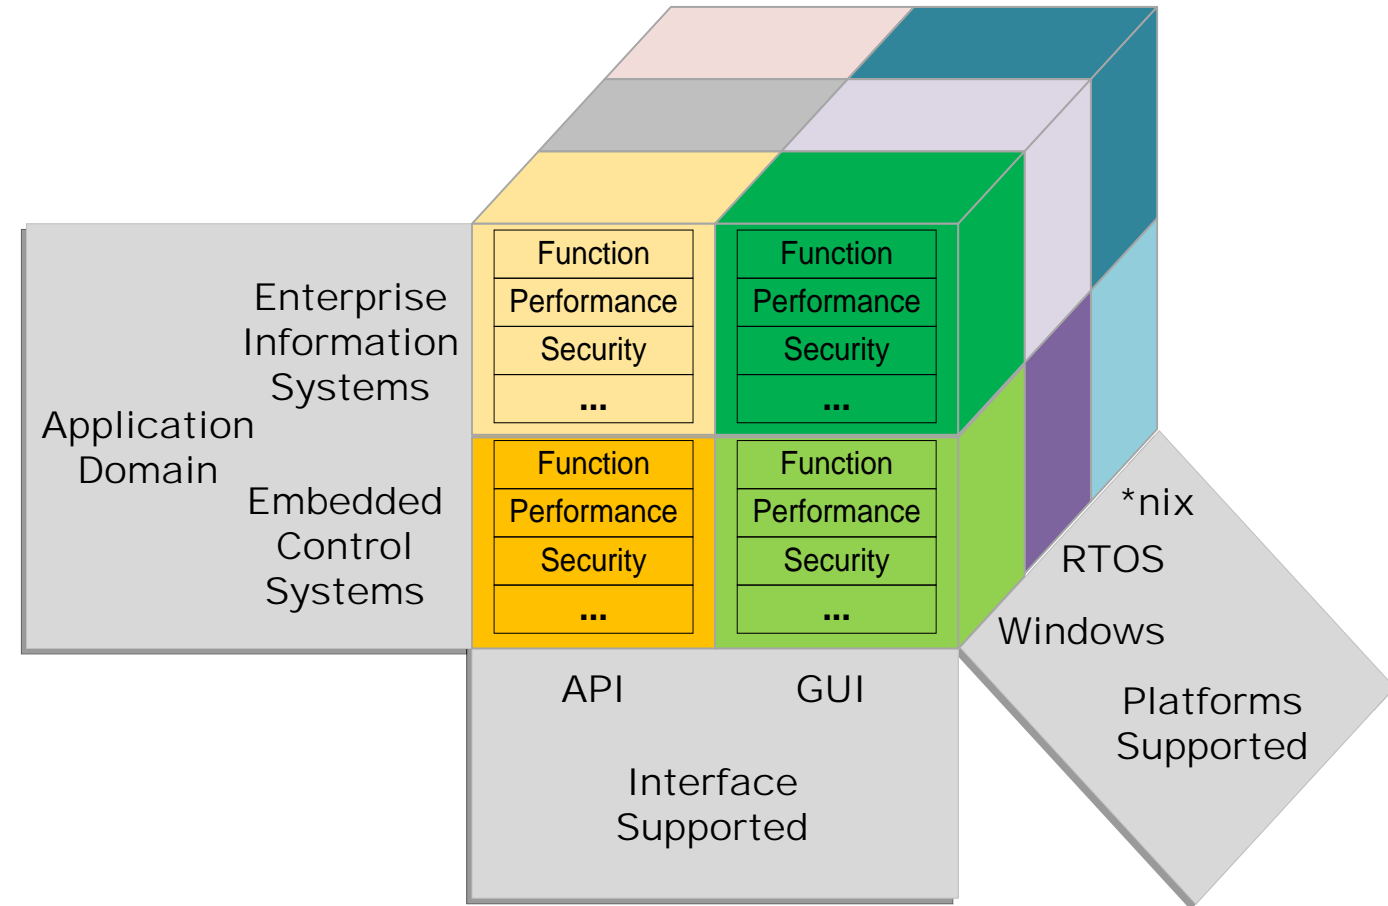 Application
Domain
Enterprise
Information
Systems
Embedded
Control
Systems
Function
Performance
Security
...
Function
Performance
Security
...
Function
Performance
Security
...
Function
Performance
Security
...
API
GUI
Interface
Supported
*nix
RTOS
Windows
Platforms
Supported